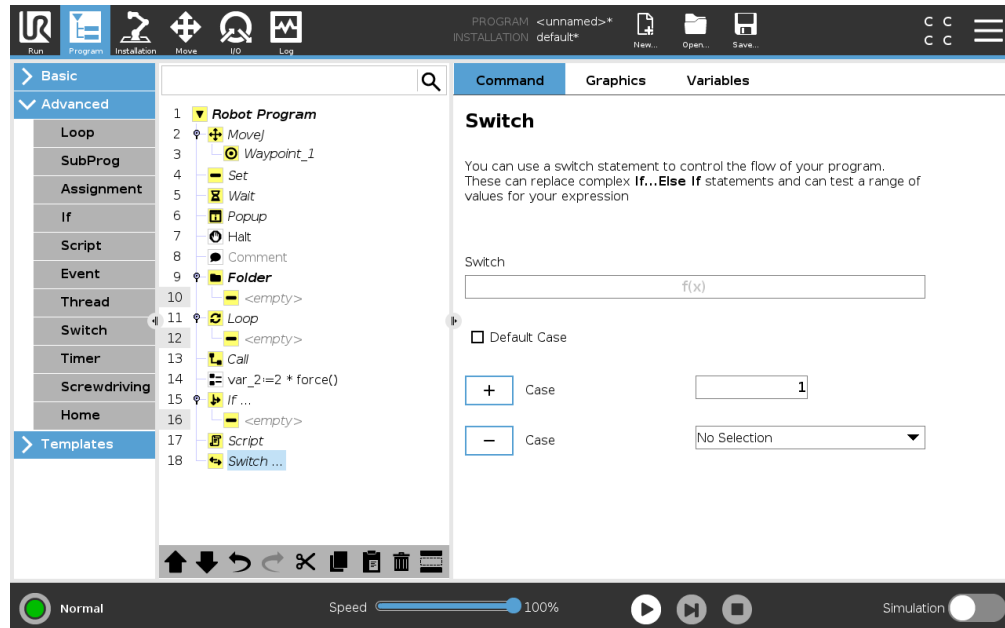 UR
Run
Program
Installation
Move
I/O
Log
PROGRAM <unnamed>*
INSTALLATION default*
New...
Open...
Save...
C C
C C
Basic
Advanced
Loop
SubProg
Assignment
If
Script
Event
Thread
Switch
Timer
Screwdriving
Home
Templates
1 Robot Program
2 MoveJ
3 Waypoint_1
4 Set
5 Wait
6 Popup
7 Halt
8 Comment
9 Folder
10 <empty>
11 Loop
12 <empty>
13 Call
14 var_2:=2 * force()
15 If ...
16 <empty>
17 Script
18 Switch ...
Command Graphics Variables
Switch
You can use a switch statement to control the flow of your program.
These can replace complex If...Else If statements and can test a range of
values for your expression
Switch
f(x)
Default Case
+ Case 1
− Case No Selection
Normal
Speed 100%
Simulation